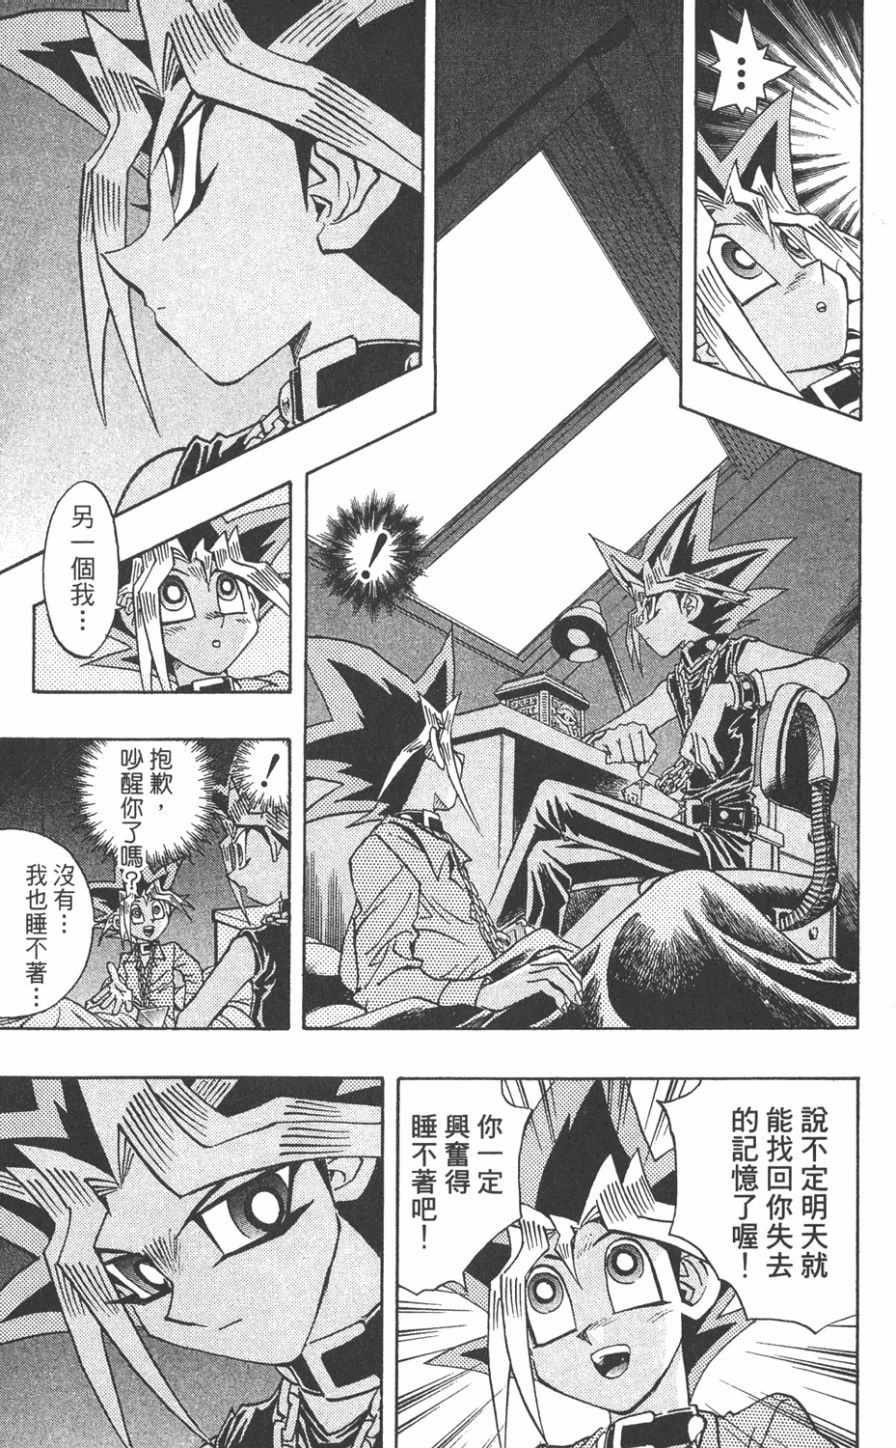 …
！
另一個我…
！
抱歉，
吵醒你了嗎？
沒有…
我也睡不著…
說不定明天就
能找回你失去
的記憶了喔！
你一定
興奮得
睡不著吧！